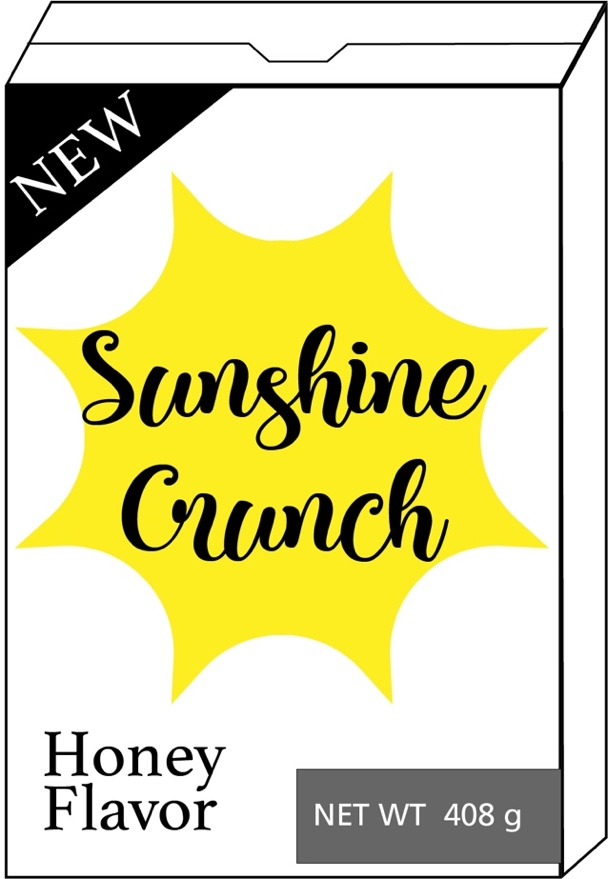 NEW
Sunshine
Crunch
Honey
Flavor
NET WT 408 g